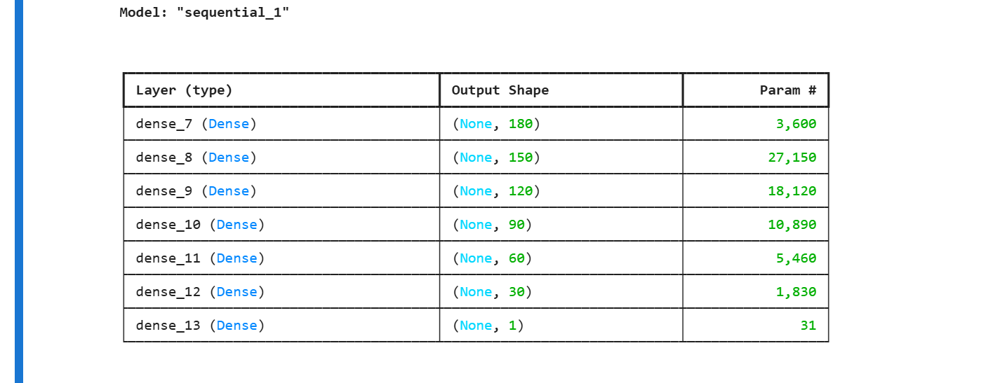 Model: "sequential_1"
Layer (type) Output Shape Param #
dense_7 (Dense) (None, 180) 3,600
dense_8 (Dense) (None, 150) 27,150
dense_9 (Dense) (None, 120) 18,120
dense_10 (Dense) (None, 90) 10,890
dense_11 (Dense) (None, 60) 5,460
dense_12 (Dense) (None, 30) 1,830
dense_13 (Dense) (None, 1) 31